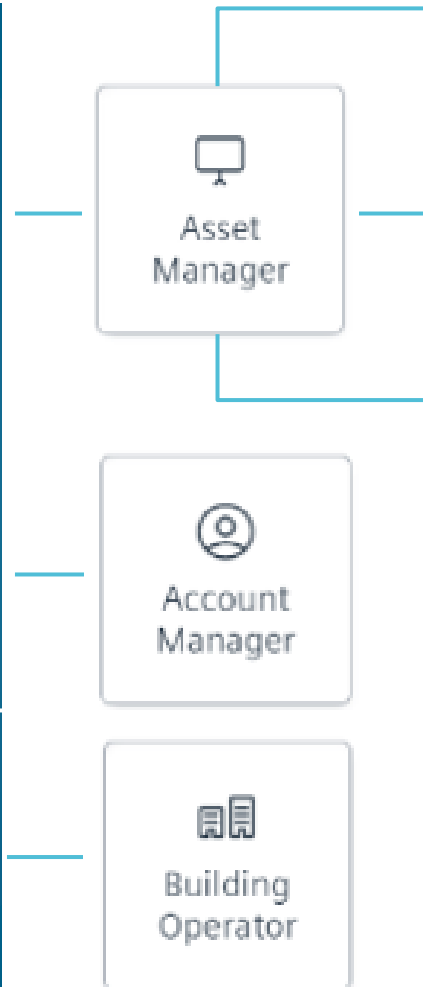 Asset
Manager
Account
Manager
Building
Operator